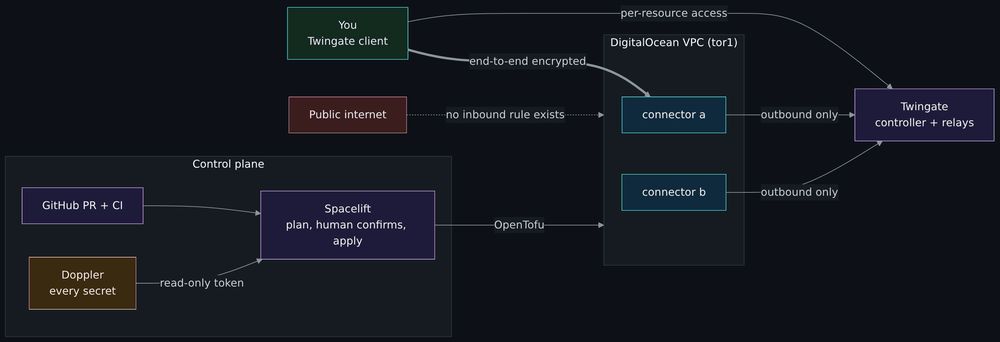 You
Twingate client
per-resource access
DigitalOcean VPC (tor1)
end-to-end encrypted
Public internet
no inbound rule exists
connector a
outbound only
Twingate
controller + relays
Control plane
GitHub PR + CI
Spacelift
plan, human confirms,
apply
OpenTofu
connector b
outbound only
Doppler
every secret
read-only token